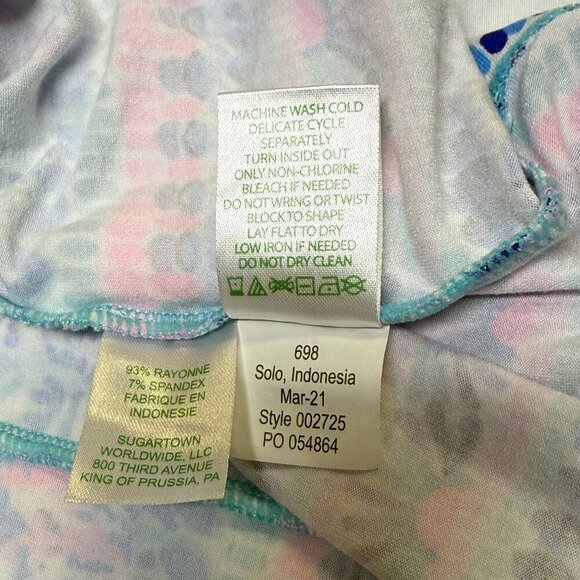 MACHINE WASH COLD
DELICATE CYCLE
SEPARATELY
TURN INSIDE OUT
ONLY NON-CHLORINE
BLEACH IF NEEDED
DO NOT WRING OR TWIST
BLOCK TO SHAPE
LAY FLAT TO DRY
LOW IRON IF NEEDED
DO NOT DRY CLEAN
93% RAYONNE
7% SPANDEX
FABRIQUE EN
INDONESIE
SUGARTOWN
WORLDWIDE, LLC
800 THIRD AVENUE
KING OF PRUSSIA, PA
698
Solo, Indonesia
Mar-21
Style 002725
PO 054864